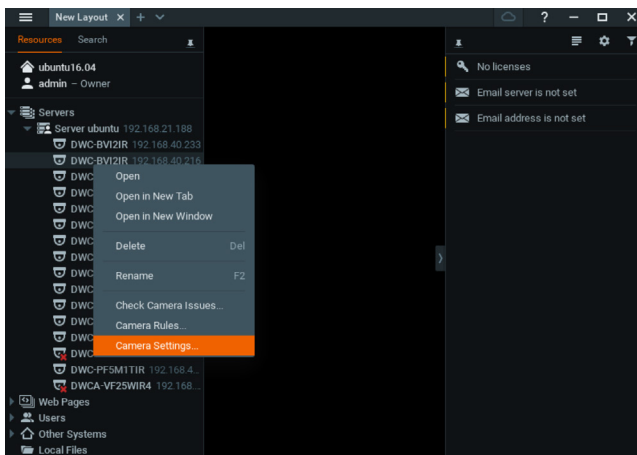 New Layout
?
Resources Search
ubuntu16.04
admin – Owner
Servers
Server ubuntu 192.168.21.188
DWC-BVI2IR 192.168.40.233
DWC-BVI2IR 192.168.40.216
DWC
DWC
DWC
DWC
DWC
DWC
DWC
DWC
DWC
DWC
DWC
DWC
DWC-PF5M1TIR 192.168.4...
DWCA-VF25WIR4 192.168....
Web Pages
Users
Other Systems
Local Files
Open
Open in New Tab
Open in New Window
Delete Del
Rename F2
Check Camera Issues...
Camera Rules...
Camera Settings...
No licenses
Email server is not set
Email address is not set